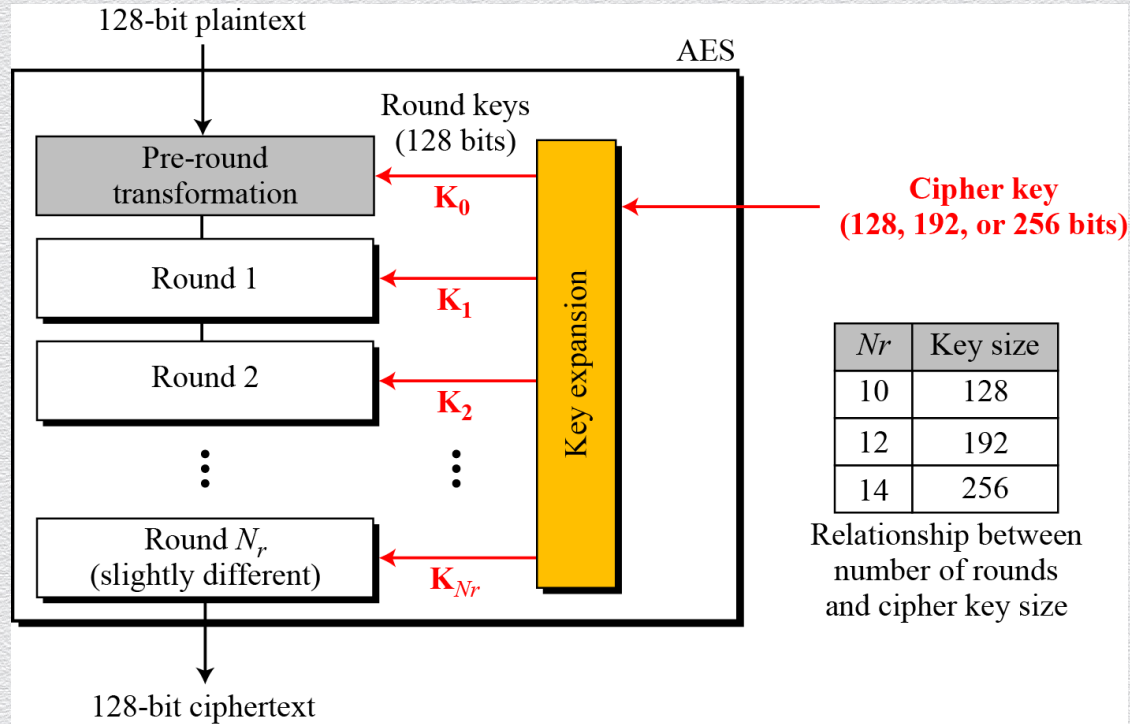 128-bit plaintext
AES
Round keys
(128 bits)
Pre-round
transformation
K0
Cipher key
(128, 192, or 256 bits)
Round 1
K1
Key expansion
Round 2
K2
Nr Key size
10 128
12 192
14 256
Relationship between
number of rounds
and cipher key size
Round Nr
(slightly different)
KNr
128-bit ciphertext